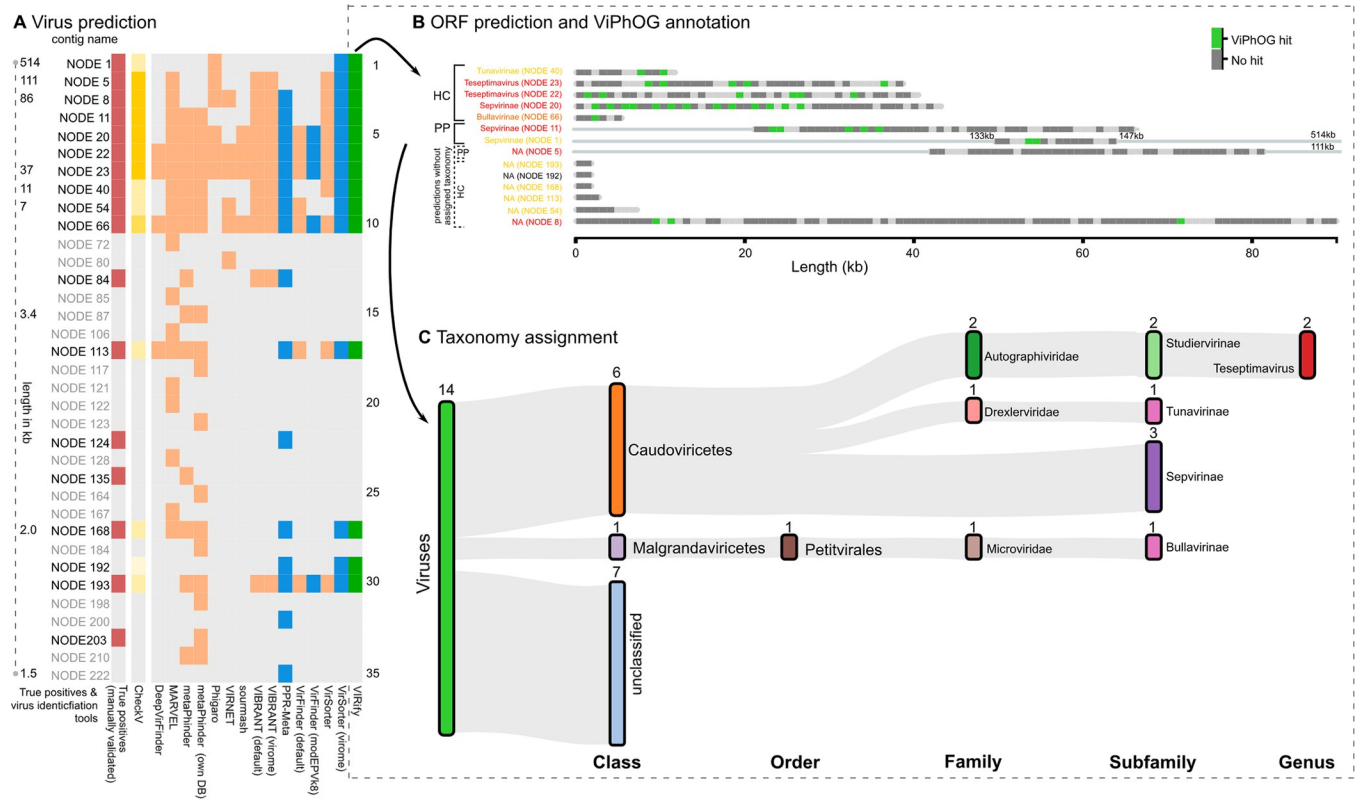 A Virus prediction
contig name
514
111
86
37
11
7
3.4
length in kb
2.0
1.5
NODE 1
NODE 5
NODE 8
NODE 11
NODE 20
NODE 22
NODE 23
NODE 40
NODE 54
NODE 66
NODE 72
NODE 80
NODE 84
NODE 85
NODE 87
NODE 106
NODE 113
NODE 117
NODE 121
NODE 122
NODE 123
NODE 124
NODE 128
NODE 135
NODE 164
NODE 167
NODE 168
NODE 184
NODE 192
NODE 193
NODE 198
NODE 200
NODE203
NODE 210
NODE 222
1
5
10
15
20
25
30
35
True positives &
virus identicfiation
tools
True positives
(manually validated)
CheckV
DeepVirFinder
MARVEL
metaPhinder
metaPhinder (own DB)
Phigaro
VIRNET
sourmash
VIBRANT (default)
VIBRANT (virome)
PPR-Meta
VirFinder (default)
VirFinder (modEPVk8)
VirSorter
VirSorter (virome)
VIRify
B ORF prediction and ViPhOG annotation
ViPhOG hit
No hit
HC
PP
predictions without
assigned taxonomy
PP
HC
Tunavirinae (NODE 40)
Teseptimavirus (NODE 23)
Teseptimavirus (NODE 22)
Sepvirinae (NODE 20)
Bullavirinae (NODE 66)
Sepvirinae (NODE 11)
Sepvirinae (NODE 1)
NA (NODE 5)
NA (NODE 193)
NA (NODE 192)
NA (NODE 168)
NA (NODE 113)
NA (NODE 54)
NA (NODE 8)
133kb
147kb
514kb
111kb
0
20
40
60
80
Length (kb)
C Taxonomy assignment
14
Viruses
6
Caudoviricetes
1
Malgrandaviricetes
7
unclassified
1
Petitvirales
2
Autographiviridae
1
Drexlerviridae
1
Microviridae
2
Studiervirinae
1
Tunavirinae
3
Sepvirinae
1
Bullavirinae
2
Teseptimavirus
Class
Order
Family
Subfamily
Genus